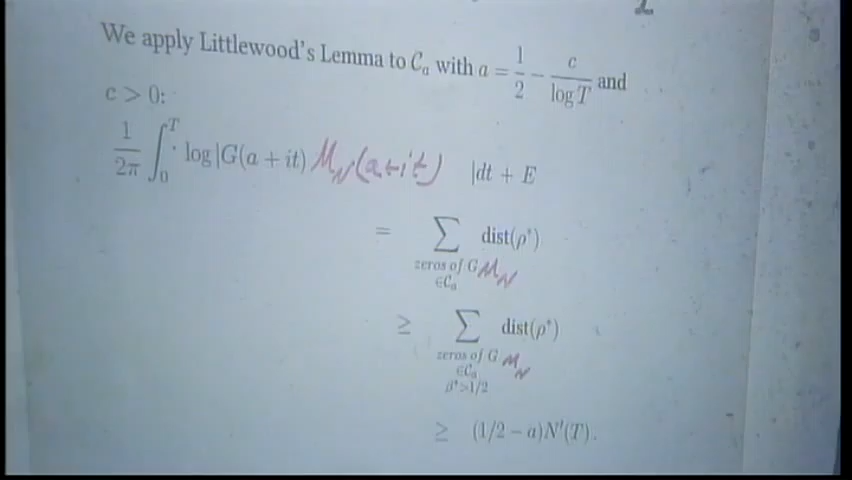 We apply Littlewood's Lemma to C_a with a = 1/2 − c/log T and
c > 0:
1/2π ∫_0^T log|G(a + it) M_N(a+it) |dt + E
= ∑ dist(ρ*)
zeros of G M_N
∈C_a
≥ ∑ dist(ρ*)
zeros of G M_N
∈C_a
β*>1/2
≥ (1/2 − a)N'(T).